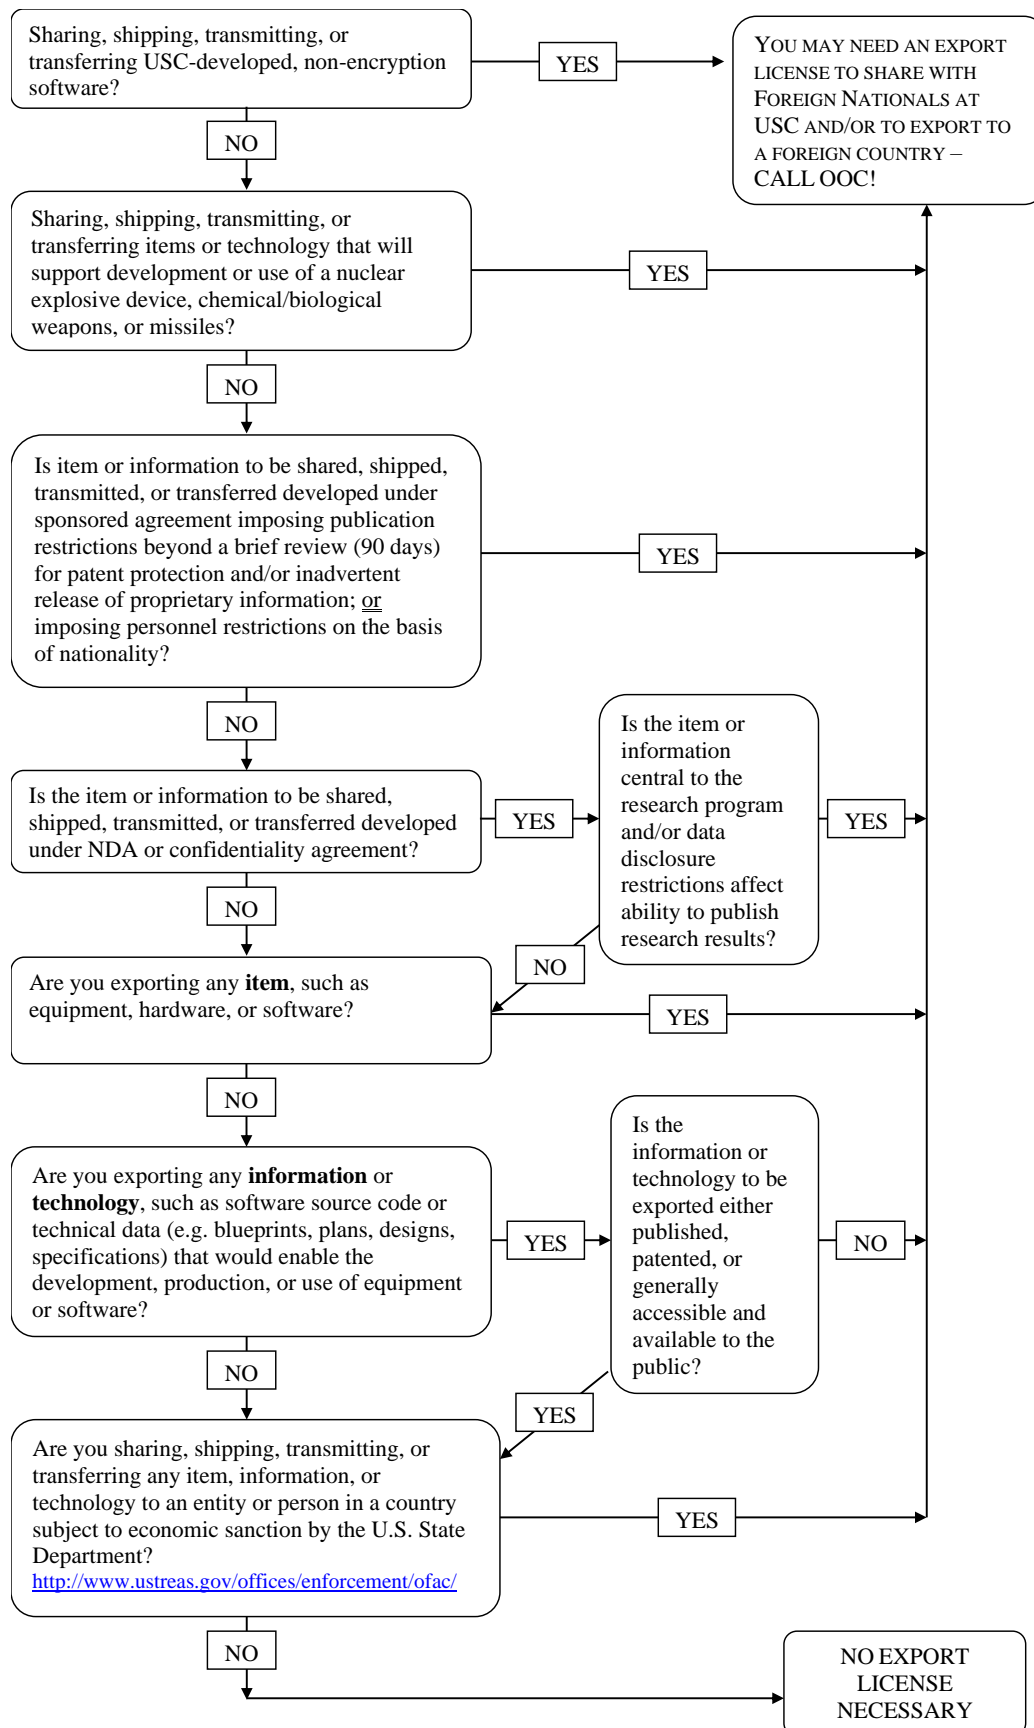 Sharing, shipping, transmitting, or
transferring USC-developed, non-encryption
software?
YES
YOU MAY NEED AN EXPORT
LICENSE TO SHARE WITH
FOREIGN NATIONALS AT
USC AND/OR TO EXPORT TO
A FOREIGN COUNTRY –
CALL OOC!
NO
Sharing, shipping, transmitting, or
transferring items or technology that will
support development or use of a nuclear
explosive device, chemical/biological
weapons, or missiles?
YES
NO
Is item or information to be shared, shipped,
transmitted, or transferred developed under
sponsored agreement imposing publication
restrictions beyond a brief review (90 days)
for patent protection and/or inadvertent
release of proprietary information; or
imposing personnel restrictions on the basis
of nationality?
YES
NO
Is the item or information to be shared,
shipped, transmitted, or transferred developed
under NDA or confidentiality agreement?
YES
Is the item or
information
central to the
research program
and/or data
disclosure
restrictions affect
ability to publish
research results?
YES
NO
NO
Are you exporting any item, such as
equipment, hardware, or software?
YES
NO
Are you exporting any information or
technology, such as software source code or
technical data (e.g. blueprints, plans, designs,
specifications) that would enable the
development, production, or use of equipment
or software?
YES
Is the
information or
technology to be
exported either
published,
patented, or
generally
accessible and
available to the
public?
NO
NO
YES
Are you sharing, shipping, transmitting, or
transferring any item, information, or
technology to an entity or person in a country
subject to economic sanction by the U.S. State
Department?
http://www.ustreas.gov/offices/enforcement/ofac/
YES
NO
NO EXPORT
LICENSE
NECESSARY